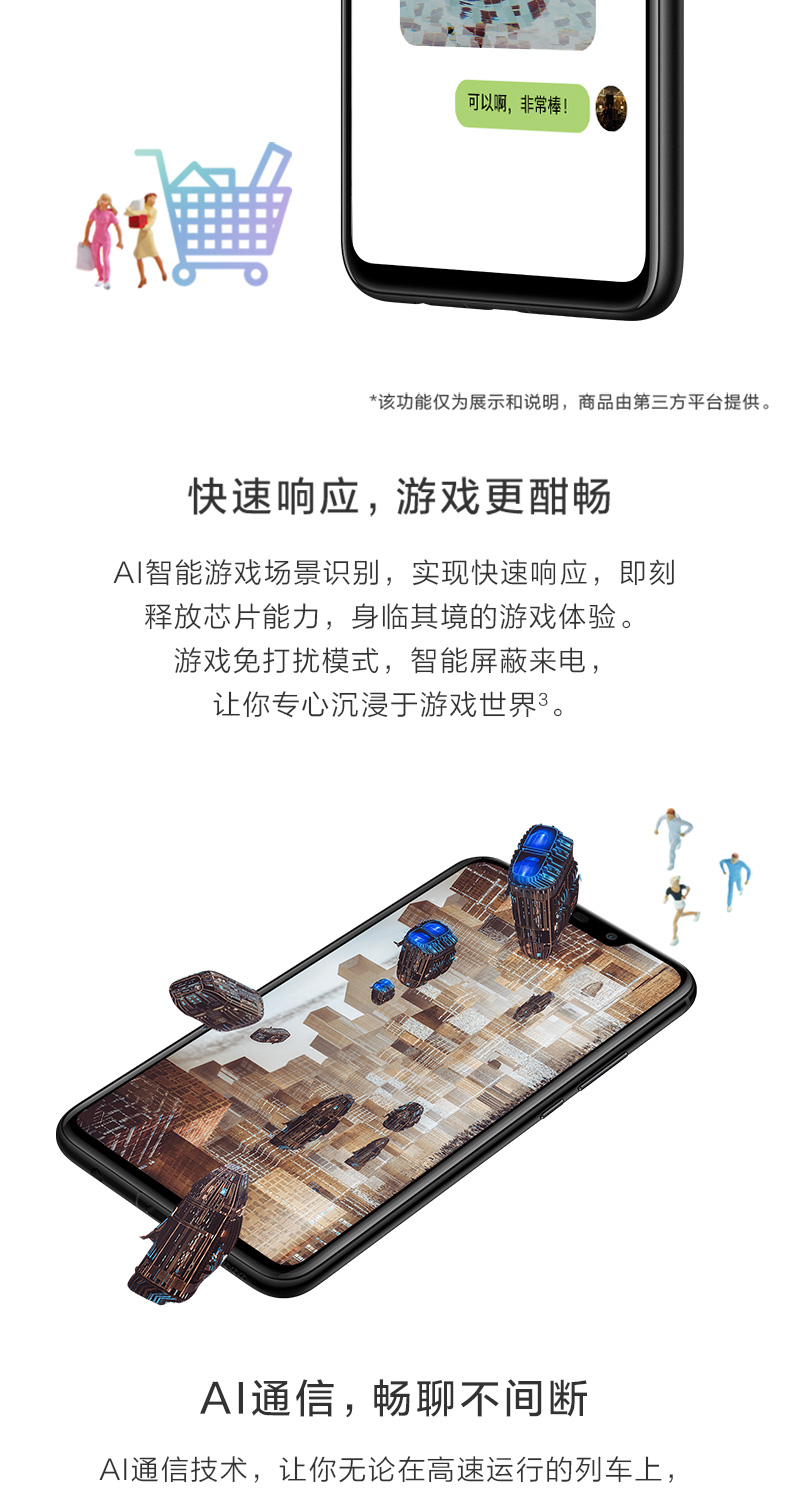 可以啊，非常棒！
*该功能仅为展示和说明，商品由第三方平台提供。
快速响应，游戏更酣畅
AI智能游戏场景识别，实现快速响应，即刻
释放芯片能力，身临其境的游戏体验。
游戏免打扰模式，智能屏蔽来电，
让你专心沉浸于游戏世界³。
AI通信，畅聊不间断
AI通信技术，让你无论在高速运行的列车上，